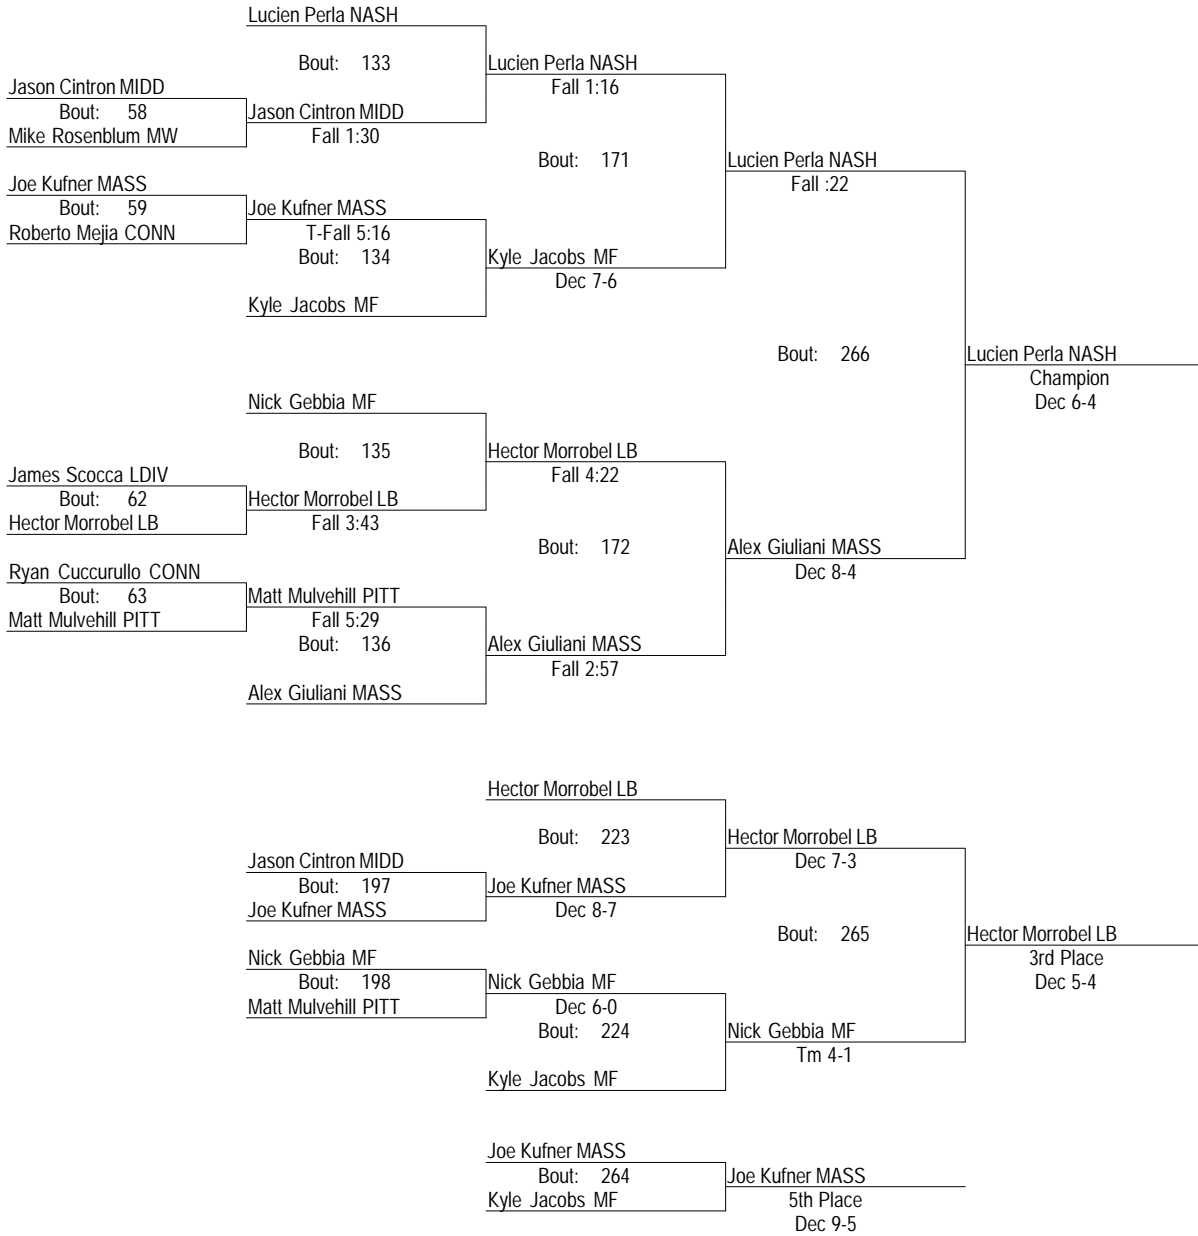 Lucien Perla NASH
Bout: 133 Lucien Perla NASH
Jason Cintron MIDD Fall 1:16
Bout: 58 Jason Cintron MIDD
Mike Rosenblum MW Fall 1:30
Bout: 171 Lucien Perla NASH
Joe Kufner MASS Fall :22
Bout: 59 Joe Kufner MASS
Roberto Mejia CONN T-Fall 5:16
Bout: 134 Kyle Jacobs MF
Dec 7-6
Kyle Jacobs MF
Bout: 266 Lucien Perla NASH
Champion
Nick Gebbia MF Dec 6-4
Bout: 135 Hector Morrobel LB
James Scocca LDIV Fall 4:22
Bout: 62 Hector Morrobel LB
Hector Morrobel LB Fall 3:43
Bout: 172 Alex Giuliani MASS
Ryan Cuccurullo CONN Dec 8-4
Bout: 63 Matt Mulvehill PITT
Matt Mulvehill PITT Fall 5:29
Bout: 136 Alex Giuliani MASS
Fall 2:57
Alex Giuliani MASS
Hector Morrobel LB
Bout: 223 Hector Morrobel LB
Jason Cintron MIDD Dec 7-3
Bout: 197 Joe Kufner MASS
Joe Kufner MASS Dec 8-7
Bout: 265 Hector Morrobel LB
Nick Gebbia MF 3rd Place
Bout: 198 Nick Gebbia MF Dec 5-4
Matt Mulvehill PITT Dec 6-0
Bout: 224 Nick Gebbia MF
Tm 4-1
Kyle Jacobs MF
Joe Kufner MASS
Bout: 264 Joe Kufner MASS
Kyle Jacobs MF 5th Place
Dec 9-5